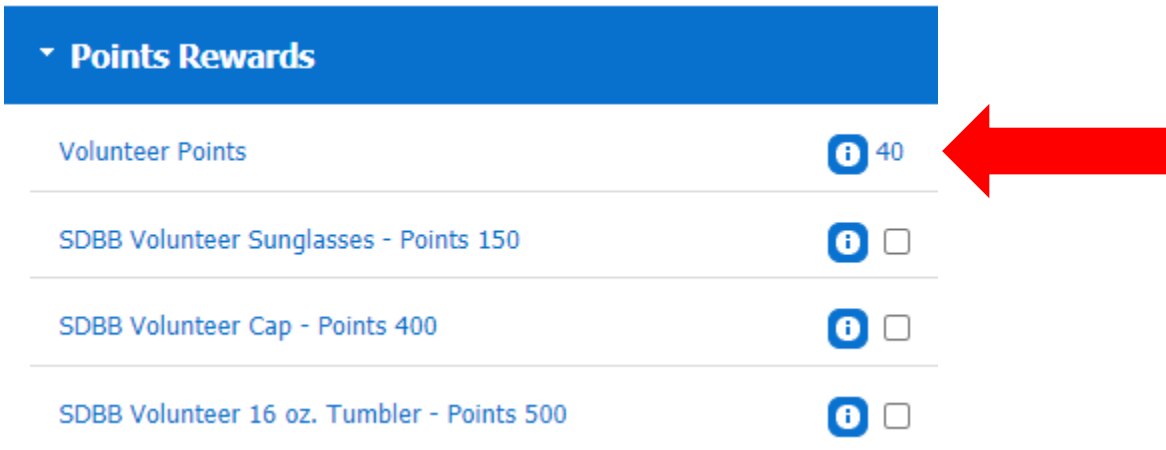 Points Rewards
Volunteer Points 40
SDBB Volunteer Sunglasses - Points 150
SDBB Volunteer Cap - Points 400
SDBB Volunteer 16 oz. Tumbler - Points 500